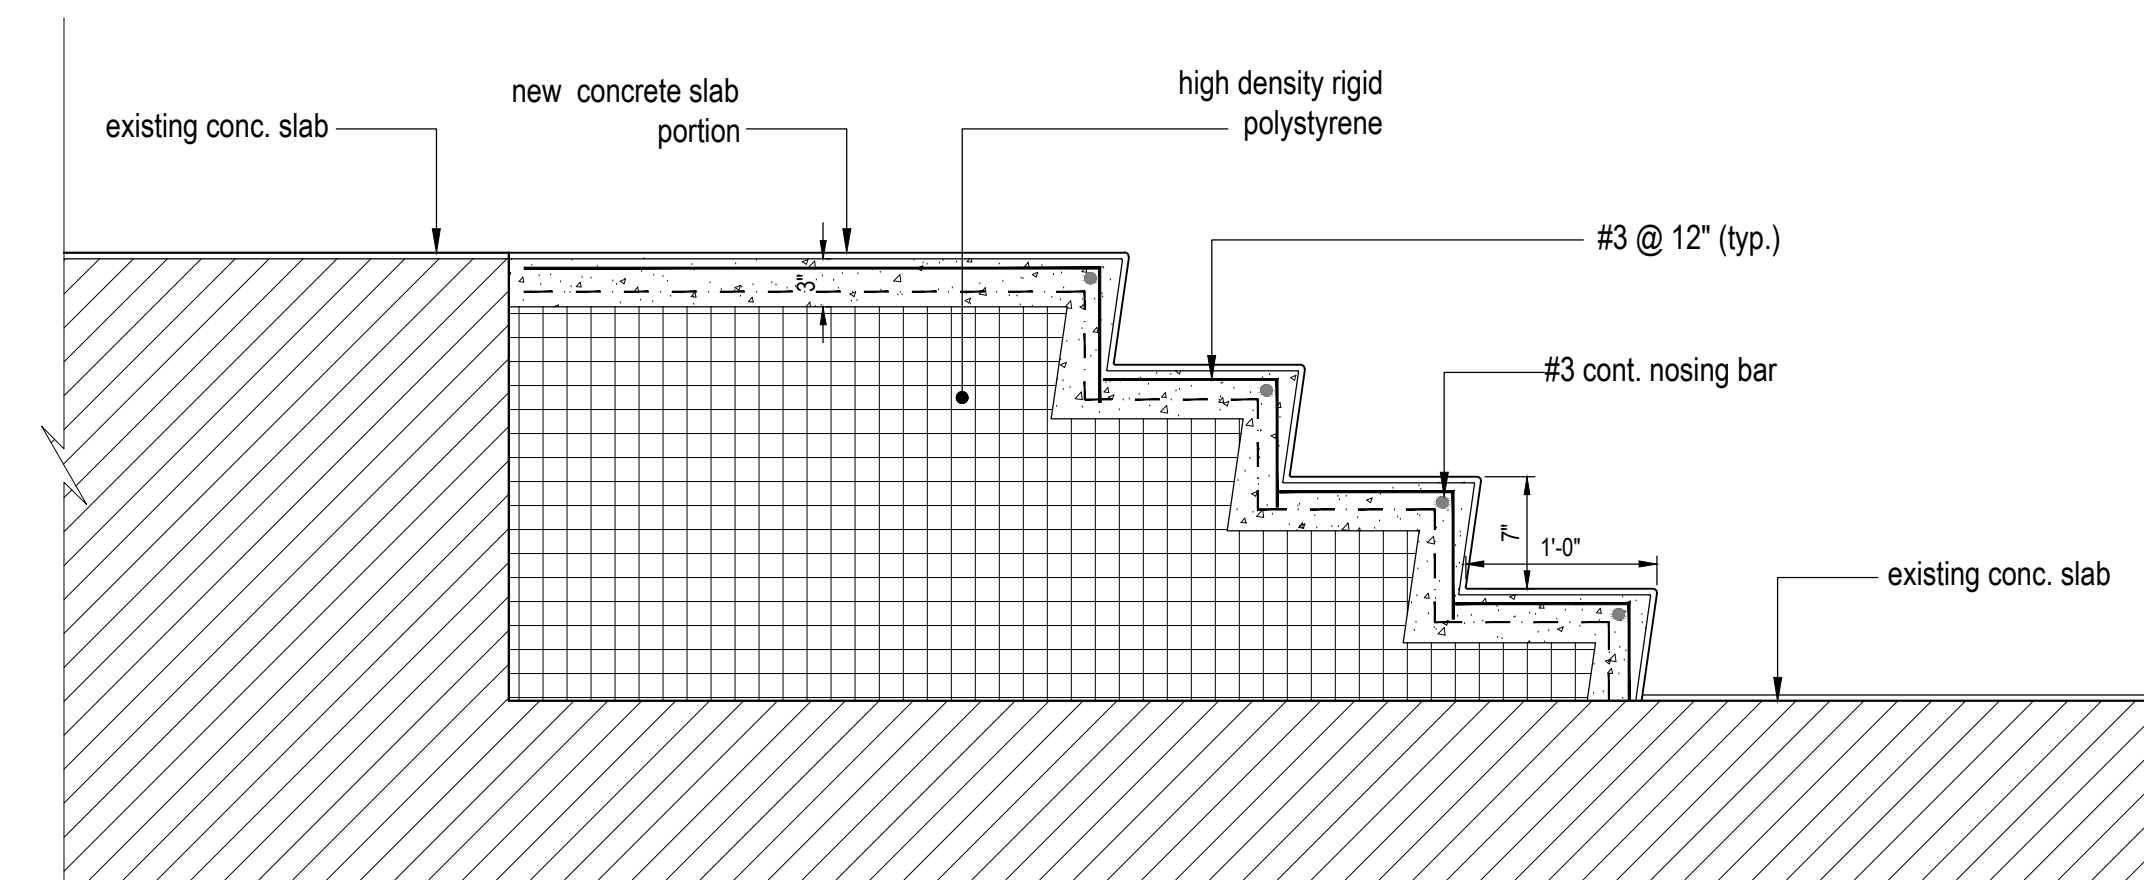 high density rigid
polystyrene
new  concrete slab
portion
existing conc. slab
#3 @ 12" (typ.)
3"
#3 cont. nosing bar
7"
1'-0"
existing conc. slab